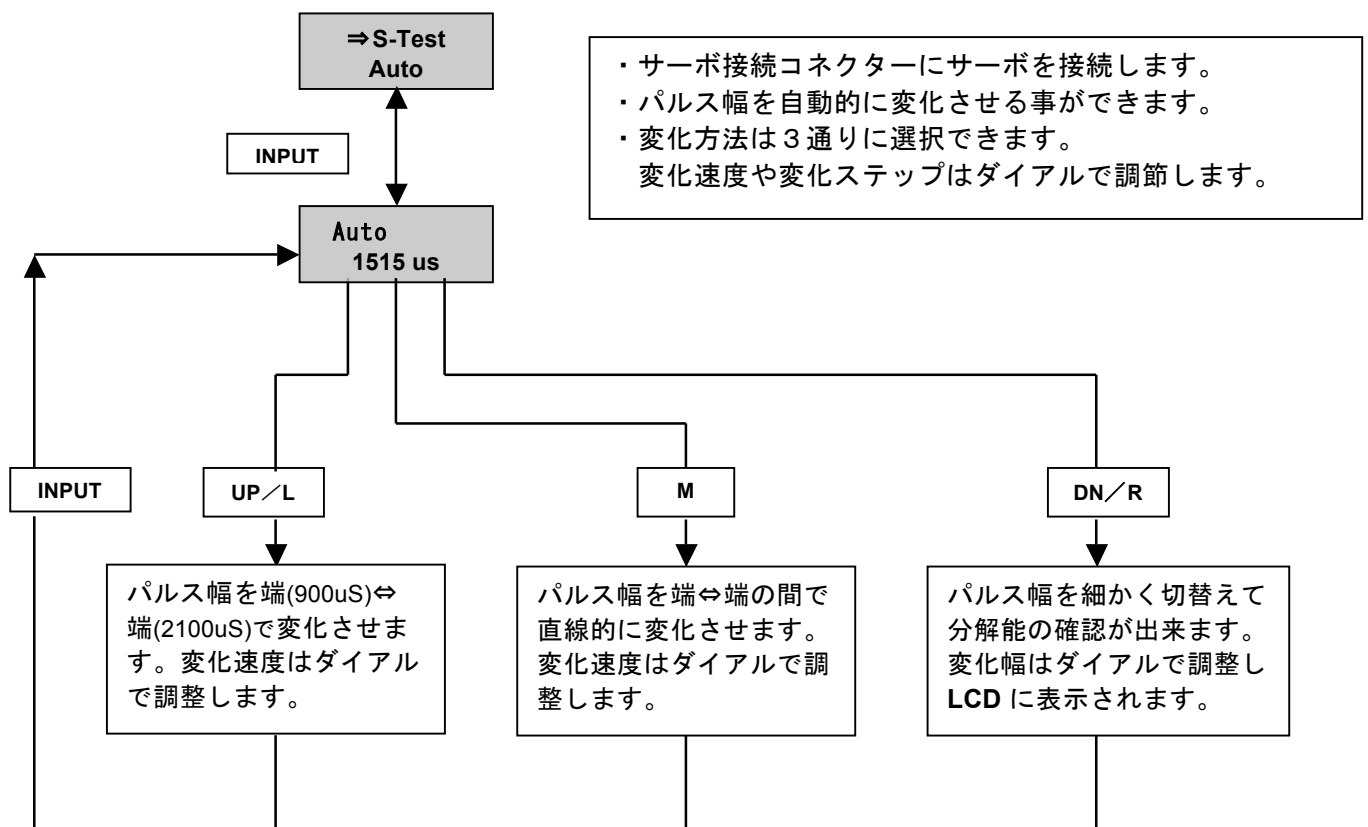 ⇒S-Test
Auto
・サーボ接続コネクターにサーボを接続します。
・パルス幅を自動的に変化させる事ができます。
・変化方法は３通りに選択できます。
変化速度や変化ステップはダイアルで調節します。
INPUT
Auto
1515 us
INPUT
UP／L
M
DN／R
パルス幅を端(900uS)⇔
端(2100uS)で変化させま
す。変化速度はダイアル
で調整します。
パルス幅を端⇔端の間で
直線的に変化させます。
変化速度はダイアルで調
整します。
パルス幅を細かく切替えて
分解能の確認が出来ます。
変化幅はダイアルで調整し
LCD に表示されます。